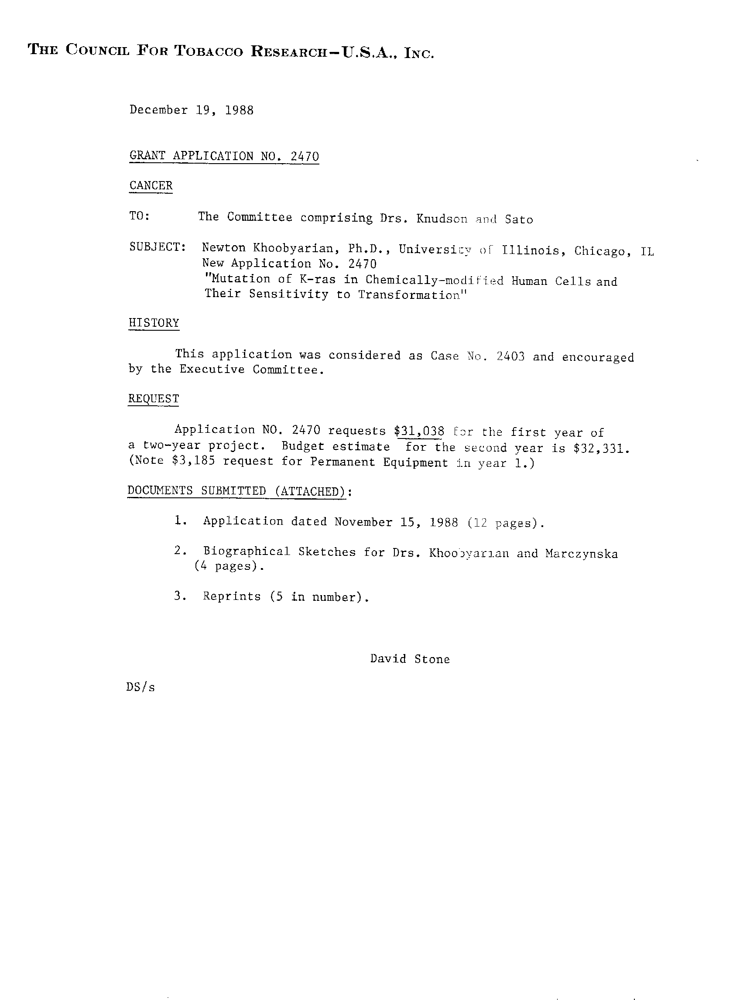 THE COUNCIL FOR TOBACCO RESEARCH—U.S.A., INC.
December 19, 1988
GRANT APPLICATION NO. 2470
CANCER
TO: The Committee comprising Drs. Knudson and Sato
SUBJECT: Newton Khoobyarian, Ph.D., University of Illinois, Chicago, IL
New Application No. 2470
"Mutation of K-ras in Chemically-modified Human Cells and
Their Sensitivity to Transformation"
HISTORY
This application was considered as Case No. 2403 and encouraged
by the Executive Committee.
REQUEST
Application NO. 2470 requests $31,038 for the first year of
a two-year project. Budget estimate for the second year is $32,331.
(Note $3,185 request for Permanent Equipment in year 1.)
DOCUMENTS SUBMITTED (ATTACHED):
1. Application dated November 15, 1988 (12 pages).
2. Biographical Sketches for Drs. Khoobyarian and Marczynska
(4 pages).
3. Reprints (5 in number).
David Stone
DS/s